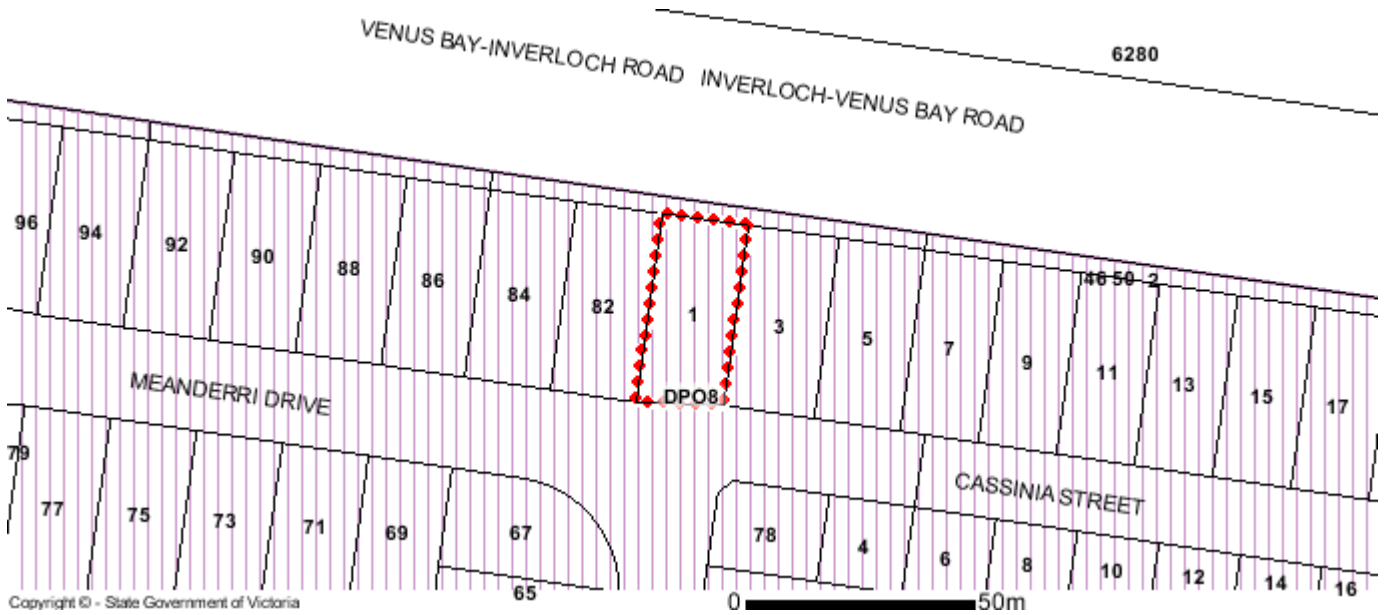 6280
VENUS BAY-INVERLOCH ROAD INVERLOCH-VENUS BAY ROAD
96 94 92 90 88 86 84 82 1 3 5 7 9 11 13 15 17
46 50 2
DPO8
MEANDERRI DRIVE
CASSINIA STREET
79 77 75 73 71 69 67 65 78 4 6 8 10 12 14 16
Copyright © - State Government of Victoria
0 50m